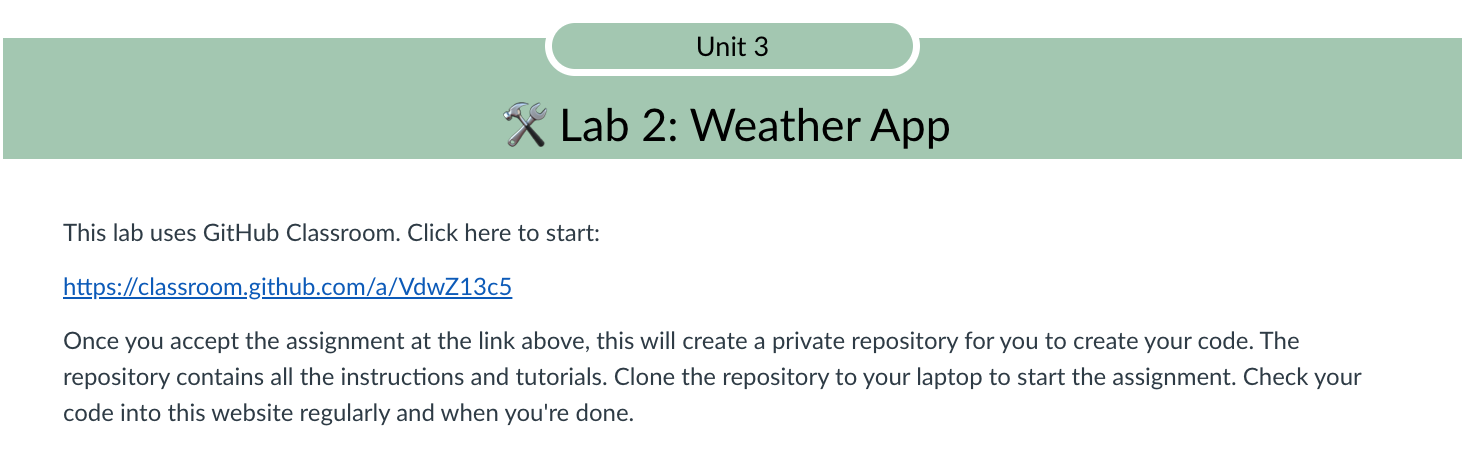 Unit 3
🛠 Lab 2: Weather App
This lab uses GitHub Classroom. Click here to start:
https://classroom.github.com/a/VdwZ13c5
Once you accept the assignment at the link above, this will create a private repository for you to create your code. The
repository contains all the instructions and tutorials. Clone the repository to your laptop to start the assignment. Check your
code into this website regularly and when you're done.